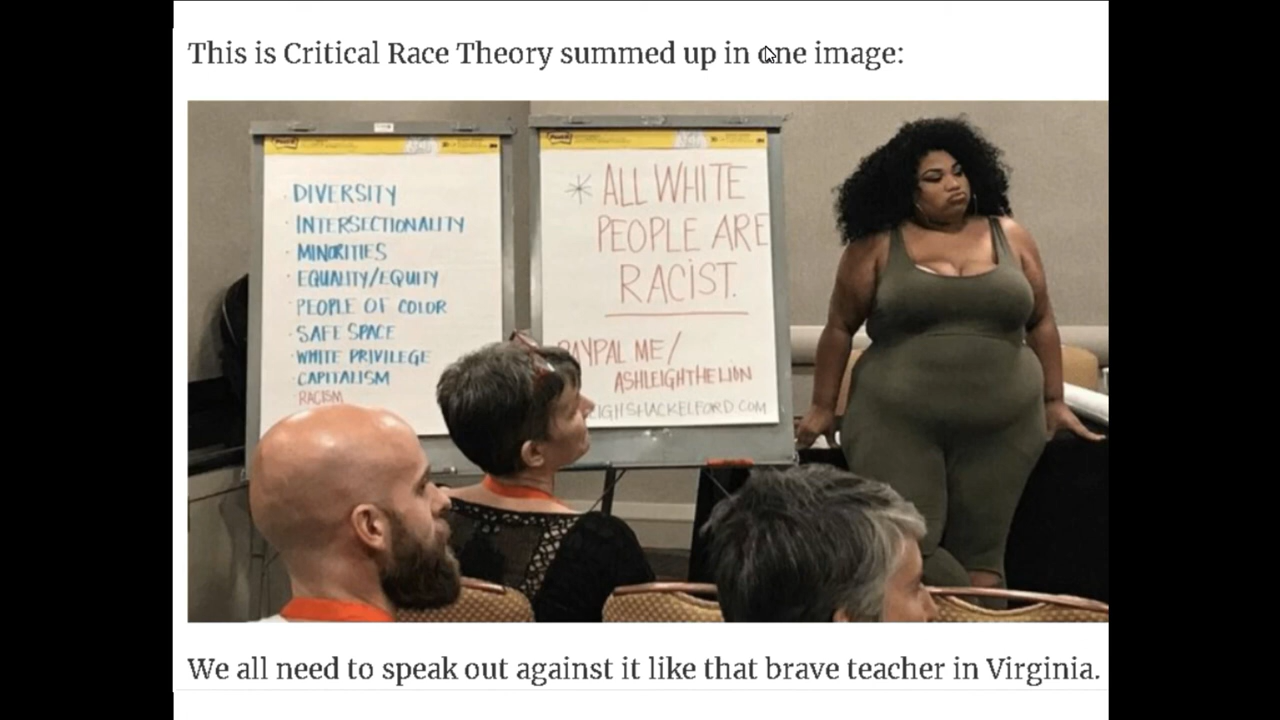 This is Critical Race Theory summed up in one image:
· DIVERSITY
· INTERSECTIONALITY
· MINORITIES
· EQUALITY/EQUITY
· PEOPLE OF COLOR
· SAFE SPACE
· WHITE PRIVILEGE
· CAPITALISM
· RACISM
* ALL WHITE
PEOPLE ARE
RACIST.
PAYPAL ME/
ASHLEIGHTHELION
EIGHSHACKELFORD.COM
We all need to speak out against it like that brave teacher in Virginia.